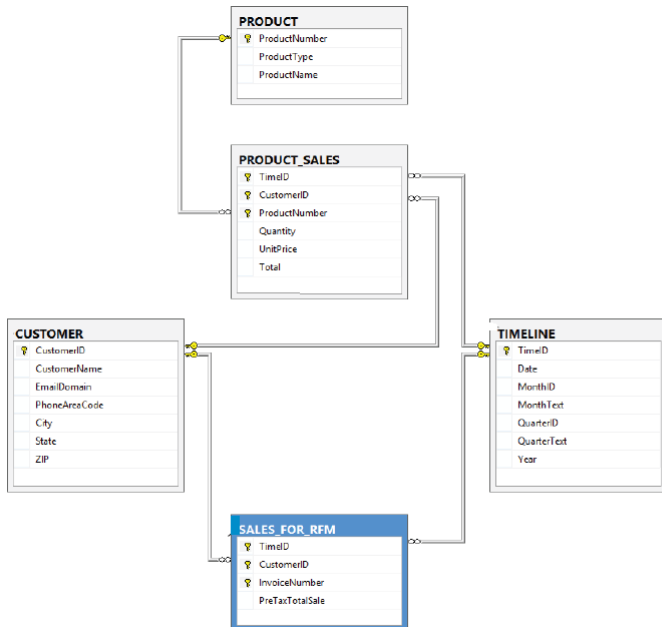 PRODUCT
ProductNumber
ProductType
ProductName
PRODUCT_SALES
TimeID
CustomerID
ProductNumber
Quantity
UnitPrice
Total
CUSTOMER
CustomerID
CustomerName
EmailDomain
PhoneAreaCode
City
State
ZIP
TIMELINE
TimeID
Date
MonthID
MonthText
QuarterID
QuarterText
Year
SALES_FOR_RFM
TimeID
CustomerID
InvoiceNumber
PreTaxTotalSale